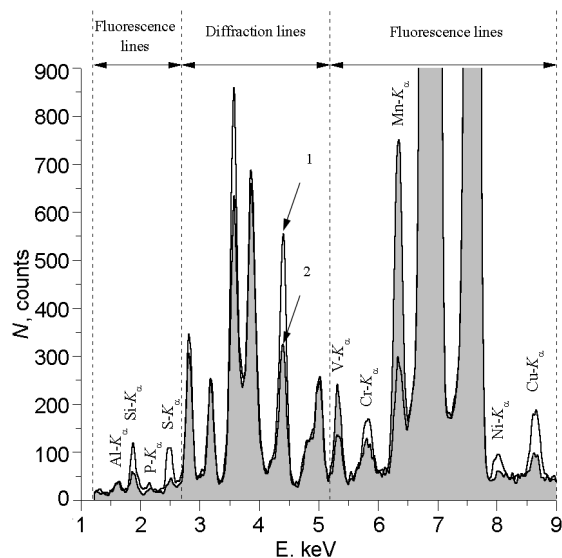 Fluorescence
lines
Diffraction lines
Fluorescence lines
900
800
700
600
500
400
300
200
100
0
N, counts
Al-Kα
Si-Kα
P-Kα
S-Kα
1
2
V-Kα
Cr-Kα
Mn-Kα
Ni-Kα
Cu-Kα
1 2 3 4 5 6 7 8 9
E. keV